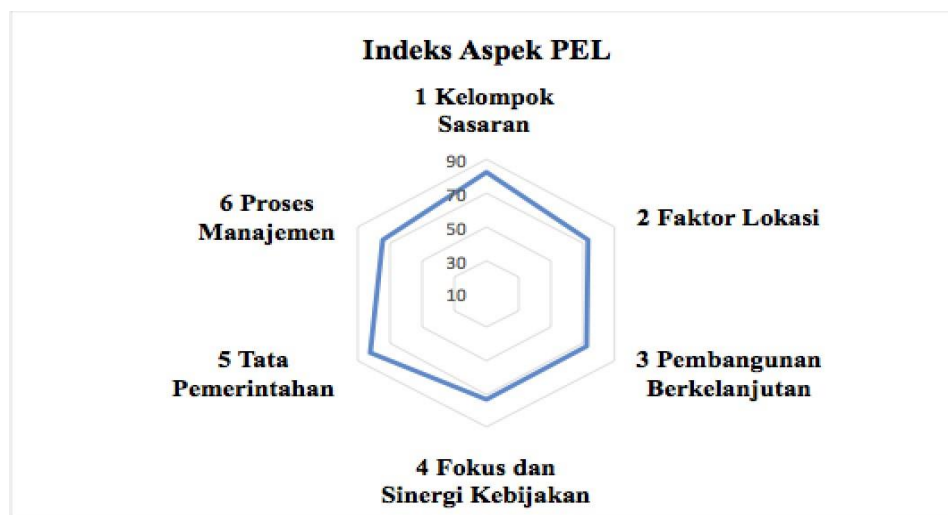 Indeks Aspek PEL
1 Kelompok
Sasaran
90
70
50
30
10
6 Proses
Manajemen
2 Faktor Lokasi
5 Tata
Pemerintahan
3 Pembangunan
Berkelanjutan
4 Fokus dan
Sinergi Kebijakan